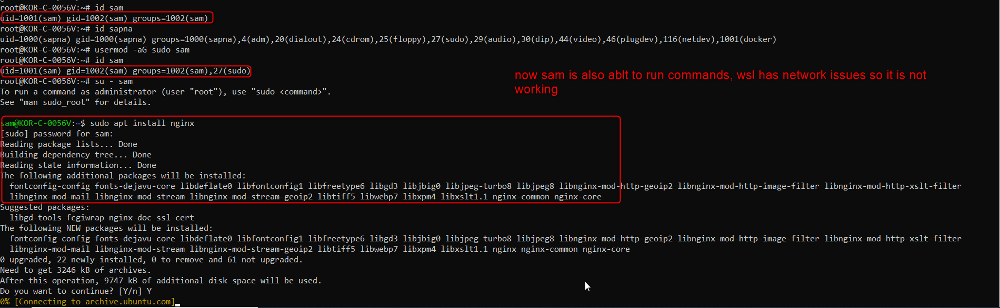 root@KOR-C-0056V:~# id sam
uid=1001(sam) gid=1002(sam) groups=1002(sam)
root@KOR-C-0056V:~# id sapna
uid=1000(sapna) gid=1000(sapna) groups=1000(sapna),4(adm),20(dialout),24(cdrom),25(floppy),27(sudo),29(audio),30(dip),44(video),46(plugdev),116(netdev),1001(docker)
root@KOR-C-0056V:~# usermod -aG sudo sam
root@KOR-C-0056V:~# id sam
uid=1001(sam) gid=1002(sam) groups=1002(sam),27(sudo)
root@KOR-C-0056V:~# su - sam
To run a command as administrator (user "root"), use "sudo <command>".
See "man sudo_root" for details.
now sam is also ablt to run commands, wsl has network issues so it is not
working
sam@KOR-C-0056V:~$ sudo apt install nginx
[sudo] password for sam:
Reading package lists... Done
Building dependency tree... Done
Reading state information... Done
The following additional packages will be installed:
fontconfig-config fonts-dejavu-core libdeflate0 libfontconfig1 libfreetype6 libgd3 libjbig0 libjpeg-turbo8 libjpeg8 libnginx-mod-http-geoip2 libnginx-mod-http-image-filter libnginx-mod-http-xslt-filter
libnginx-mod-mail libnginx-mod-stream libnginx-mod-stream-geoip2 libtiff5 libwebp7 libxpm4 libxslt1.1 nginx-common nginx-core
Suggested packages:
libgd-tools fcgiwrap nginx-doc ssl-cert
The following NEW packages will be installed:
fontconfig-config fonts-dejavu-core libdeflate0 libfontconfig1 libfreetype6 libgd3 libjbig0 libjpeg-turbo8 libjpeg8 libnginx-mod-http-geoip2 libnginx-mod-http-image-filter libnginx-mod-http-xslt-filter
libnginx-mod-mail libnginx-mod-stream libnginx-mod-stream-geoip2 libtiff5 libwebp7 libxpm4 libxslt1.1 nginx nginx-common nginx-core
0 upgraded, 22 newly installed, 0 to remove and 61 not upgraded.
Need to get 3246 kB of archives.
After this operation, 9747 kB of additional disk space will be used.
Do you want to continue? [Y/n] Y
0% [Connecting to archive.ubuntu.com]